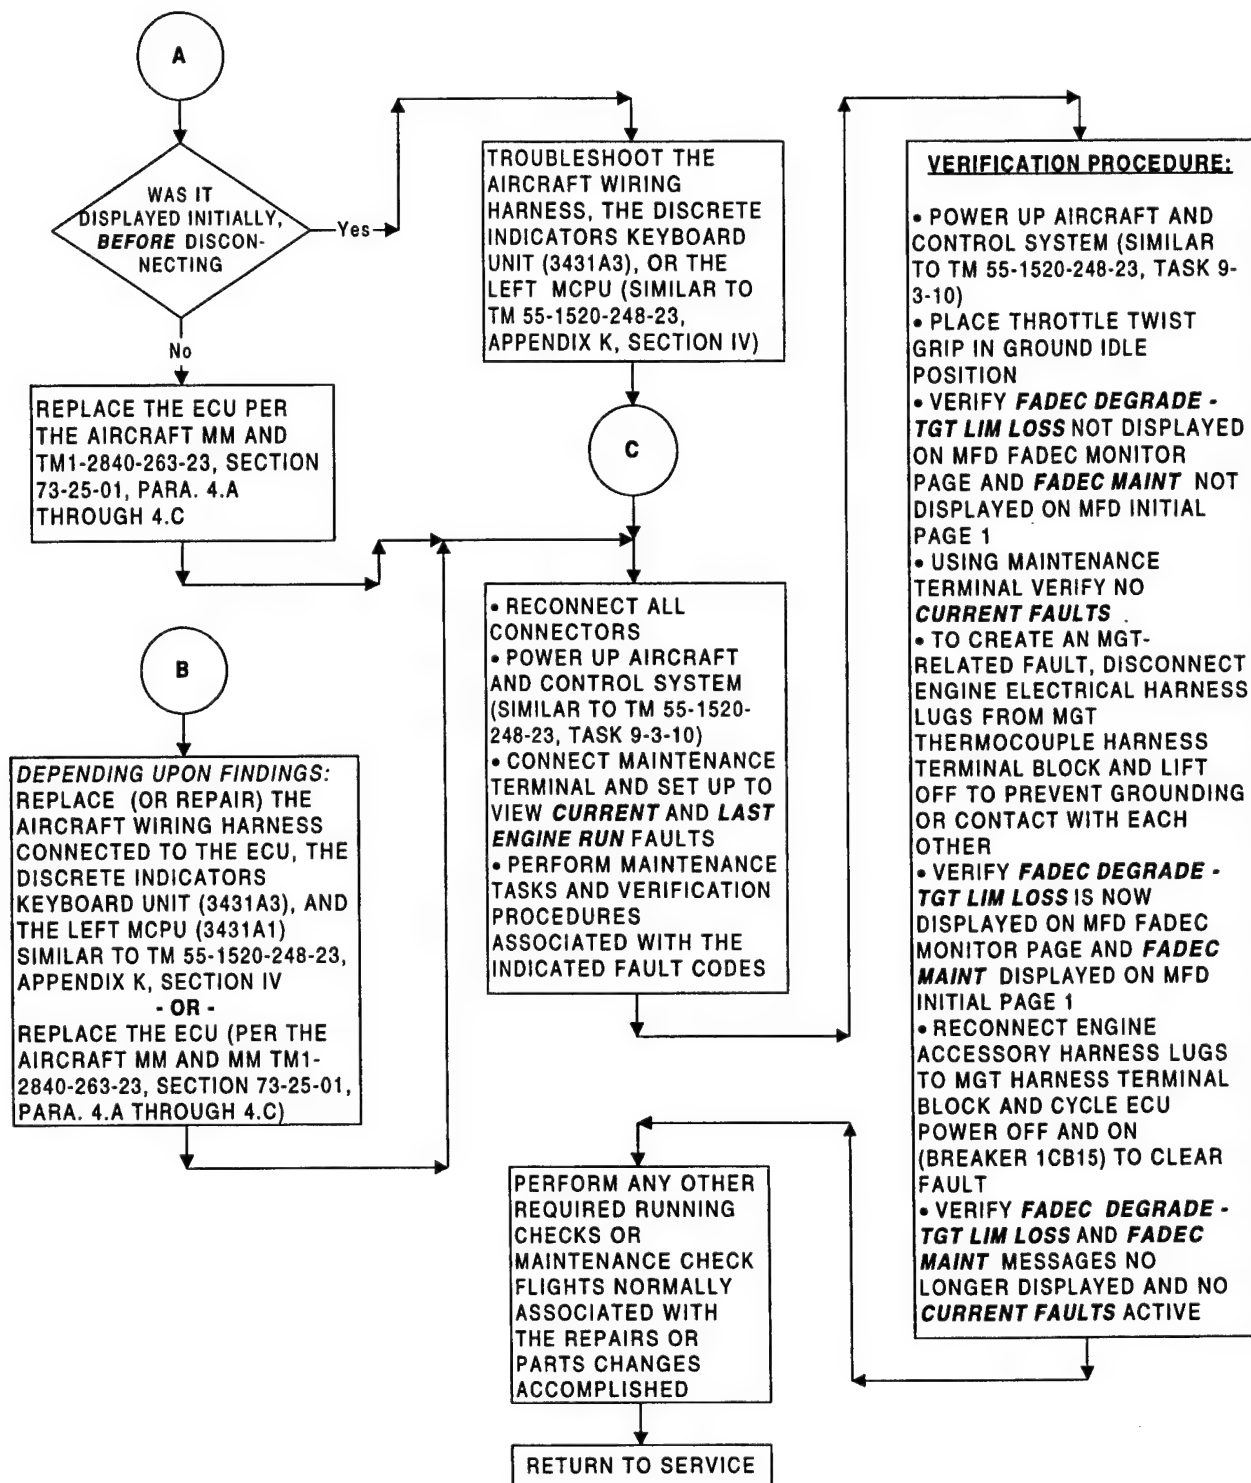 A
WAS IT
DISPLAYED INITIALLY,
BEFORE DISCON-
NECTING
Yes
No
REPLACE THE ECU PER
THE AIRCRAFT MM AND
TM1-2840-263-23, SECTION
73-25-01, PARA. 4.A
THROUGH 4.C
B
DEPENDING UPON FINDINGS:
REPLACE (OR REPAIR) THE
AIRCRAFT WIRING HARNESS
CONNECTED TO THE ECU, THE
DISCRETE INDICATORS
KEYBOARD UNIT (3431A3), AND
THE LEFT MCPU (3431A1)
SIMILAR TO TM 55-1520-248-23,
APPENDIX K, SECTION IV
- OR -
REPLACE THE ECU (PER THE
AIRCRAFT MM AND MM TM1-
2840-263-23, SECTION 73-25-01,
PARA. 4.A THROUGH 4.C)
TROUBLESHOOT THE
AIRCRAFT WIRING
HARNESS, THE DISCRETE
INDICATORS KEYBOARD
UNIT (3431A3), OR THE
LEFT MCPU (SIMILAR TO
TM 55-1520-248-23,
APPENDIX K, SECTION IV)
C
• RECONNECT ALL
CONNECTORS
• POWER UP AIRCRAFT
AND CONTROL SYSTEM
(SIMILAR TO TM 55-1520-
248-23, TASK 9-3-10)
• CONNECT MAINTENANCE
TERMINAL AND SET UP TO
VIEW CURRENT AND LAST
ENGINE RUN FAULTS
• PERFORM MAINTENANCE
TASKS AND VERIFICATION
PROCEDURES
ASSOCIATED WITH THE
INDICATED FAULT CODES
VERIFICATION PROCEDURE:
• POWER UP AIRCRAFT AND
CONTROL SYSTEM (SIMILAR
TO TM 55-1520-248-23, TASK 9-
3-10)
• PLACE THROTTLE TWIST
GRIP IN GROUND IDLE
POSITION
• VERIFY FADEC DEGRADE -
TGT LIM LOSS NOT DISPLAYED
ON MFD FADEC MONITOR
PAGE AND FADEC MAINT NOT
DISPLAYED ON MFD INITIAL
PAGE 1
• USING MAINTENANCE
TERMINAL VERIFY NO
CURRENT FAULTS .
• TO CREATE AN MGT-
RELATED FAULT, DISCONNECT
ENGINE ELECTRICAL HARNESS
LUGS FROM MGT
THERMOCOUPLE HARNESS
TERMINAL BLOCK AND LIFT
OFF TO PREVENT GROUNDING
OR CONTACT WITH EACH
OTHER
• VERIFY FADEC DEGRADE -
TGT LIM LOSS IS NOW
DISPLAYED ON MFD FADEC
MONITOR PAGE AND FADEC
MAINT DISPLAYED ON MFD
INITIAL PAGE 1
• RECONNECT ENGINE
ACCESSORY HARNESS LUGS
TO MGT HARNESS TERMINAL
BLOCK AND CYCLE ECU
POWER OFF AND ON
(BREAKER 1CB15) TO CLEAR
FAULT
• VERIFY FADEC DEGRADE -
TGT LIM LOSS AND FADEC
MAINT MESSAGES NO
LONGER DISPLAYED AND NO
CURRENT FAULTS ACTIVE
PERFORM ANY OTHER
REQUIRED RUNNING
CHECKS OR
MAINTENANCE CHECK
FLIGHTS NORMALLY
ASSOCIATED WITH
THE REPAIRS OR
PARTS CHANGES
ACCOMPLISHED
RETURN TO SERVICE